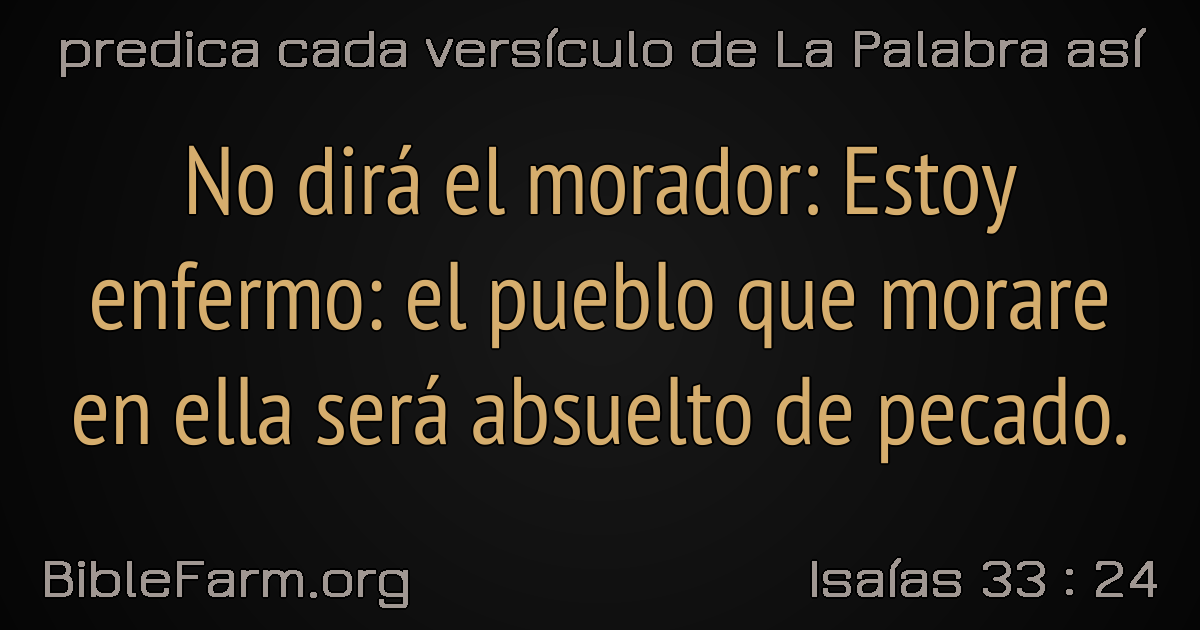 predica cada versículo de La Palabra así
No dirá el morador: Estoy
enfermo: el pueblo que morare
en ella será absuelto de pecado.
BibleFarm.org
Isaías 33 : 24